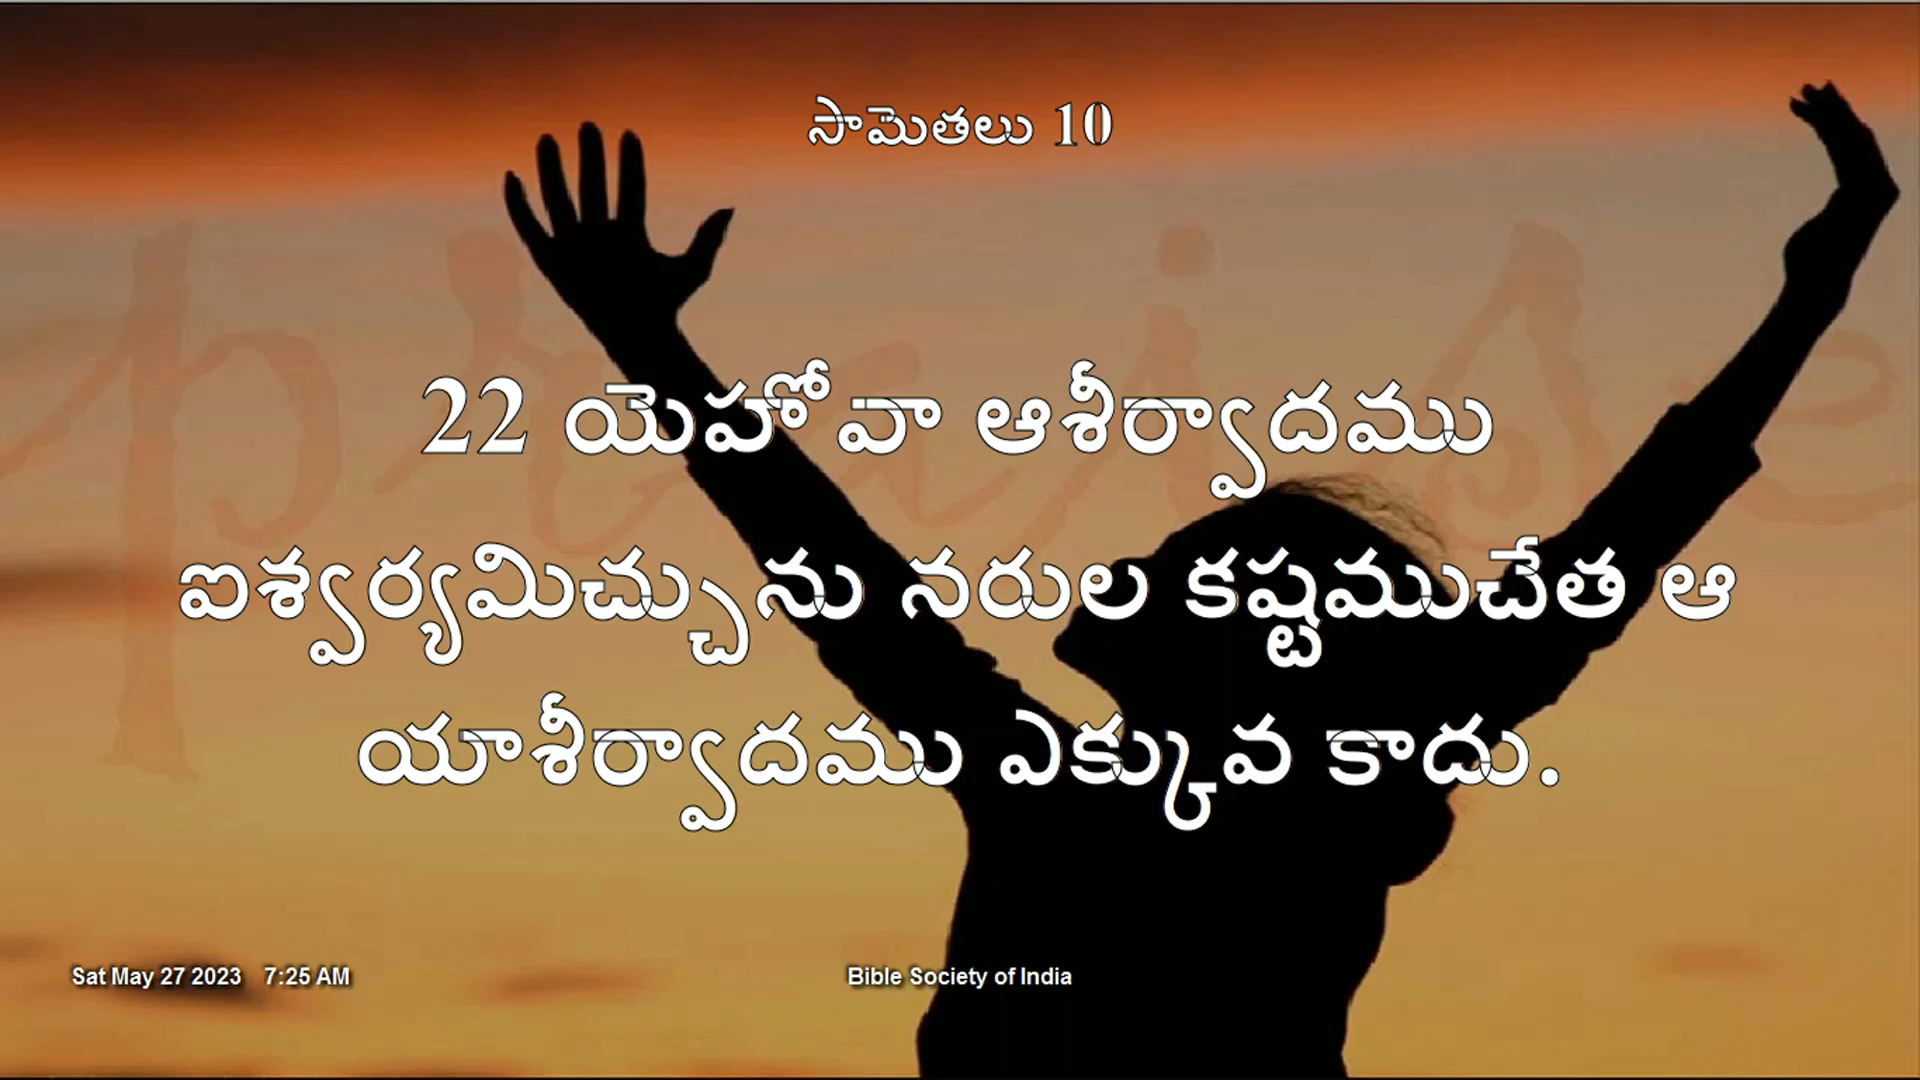 సామెతలు 10
praise
22 యెహోవా ఆశీర్వాదము
ఐశ్వర్యమిచ్చును నరుల కష్టముచేత ఆ
యాశీర్వాదము ఎక్కువ కాదు.
Sat May 27 2023 7:25 AM
Bible Society of India